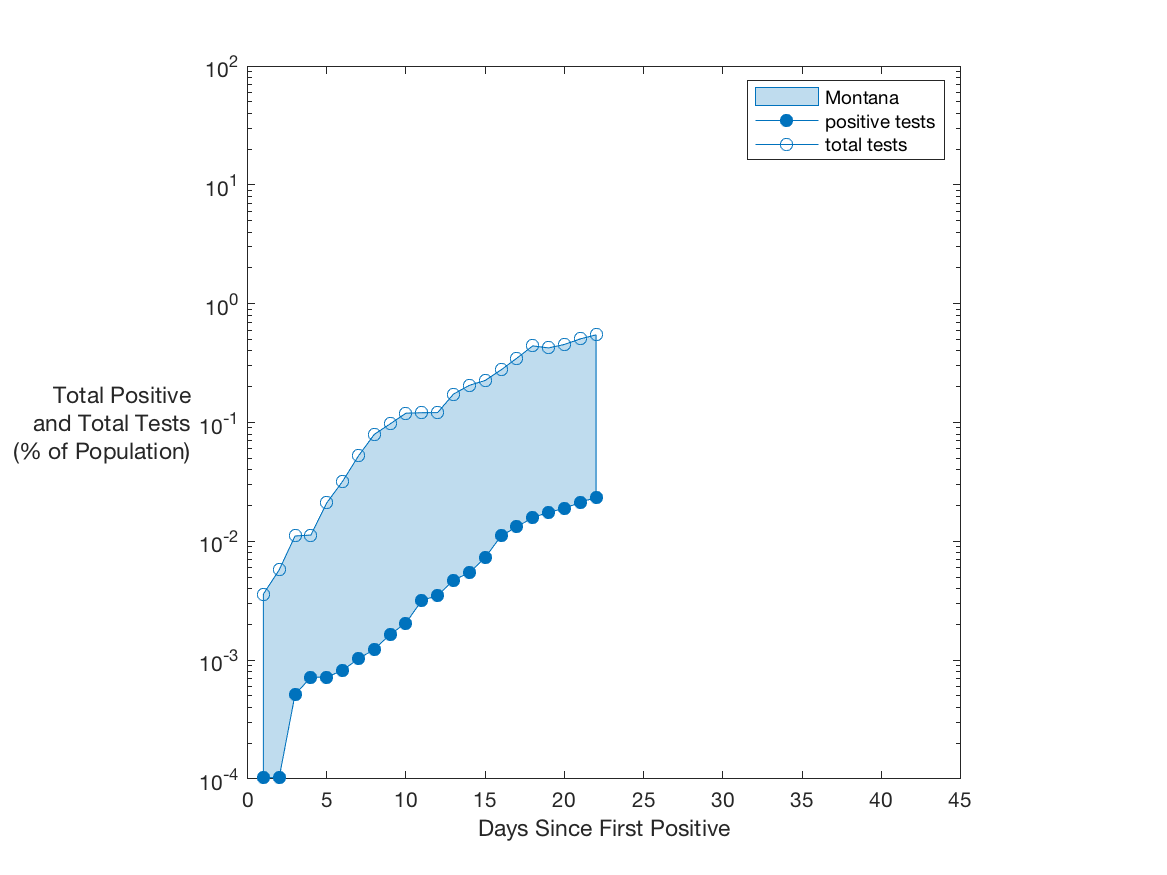 10^2
10^1
10^0
10^-1
10^-2
10^-3
10^-4
Total Positive
and Total Tests
(% of Population)
0 5 10 15 20 25 30 35 40 45
Days Since First Positive
Montana
positive tests
total tests